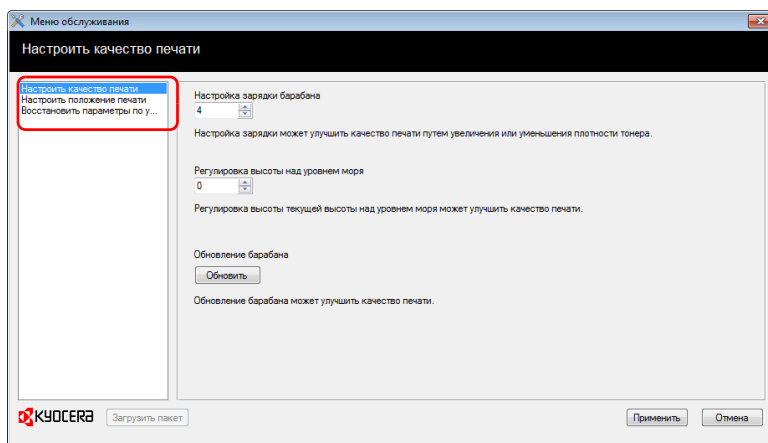 Меню обслуживания
Настроить качество печати
Настроить качество печати
Настроить положение печати
Восстановить параметры по у...
Настройка зарядки барабана
4
Настройка зарядки может улучшить качество печати путем увеличения или уменьшения плотности тонера.
Регулировка высоты над уровнем моря
0
Регулировка высоты текущей высоты над уровнем моря может улучшить качество печати.
Обновление барабана
Обновить
Обновление барабана может улучшить качество печати.
KYOCERA
Загрузить пакет
Применить
Отмена